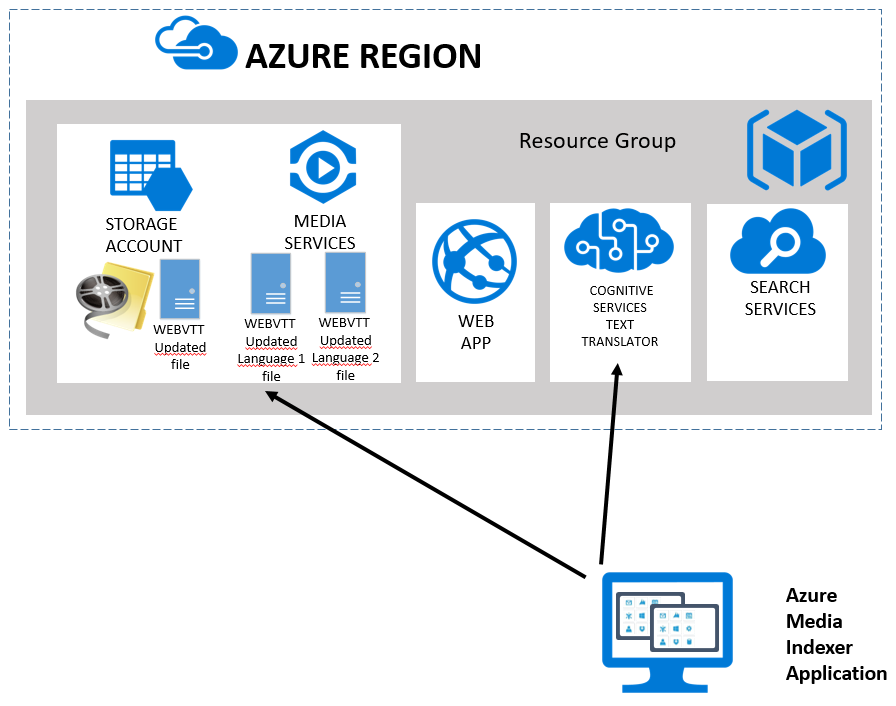 AZURE REGION
Resource Group
STORAGE
ACCOUNT
MEDIA
SERVICES
WEBVTT
Updated
file
WEBVTT
Updated
Language 1
file
WEBVTT
Updated
Language 2
file
WEB
APP
COGNITIVE
SERVICES
TEXT
TRANSLATOR
SEARCH
SERVICES
Azure
Media
Indexer
Application